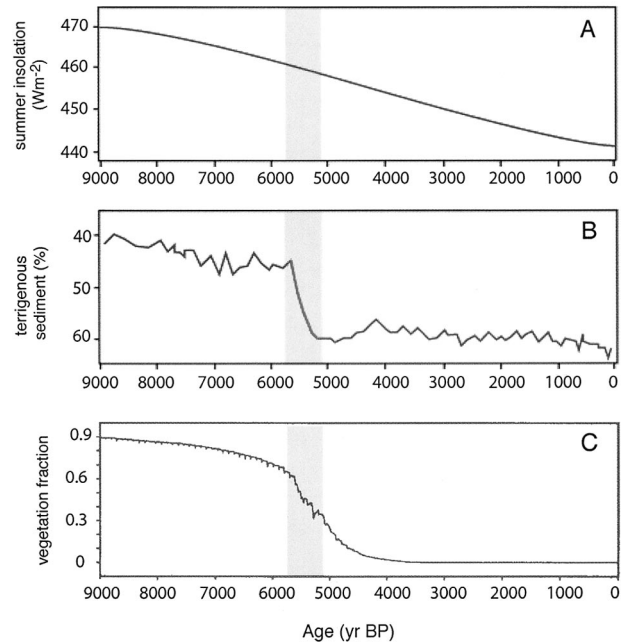 A
summer insolation
(Wm-2)
470
460
450
440
9000 8000 7000 6000 5000 4000 3000 2000 1000 0
B
terrigenous
sediment (%)
40
50
60
9000 8000 7000 6000 5000 4000 3000 2000 1000 0
C
vegetation fraction
0.9
0.6
0.3
0
9000 8000 7000 6000 5000 4000 3000 2000 1000 0
Age (yr BP)